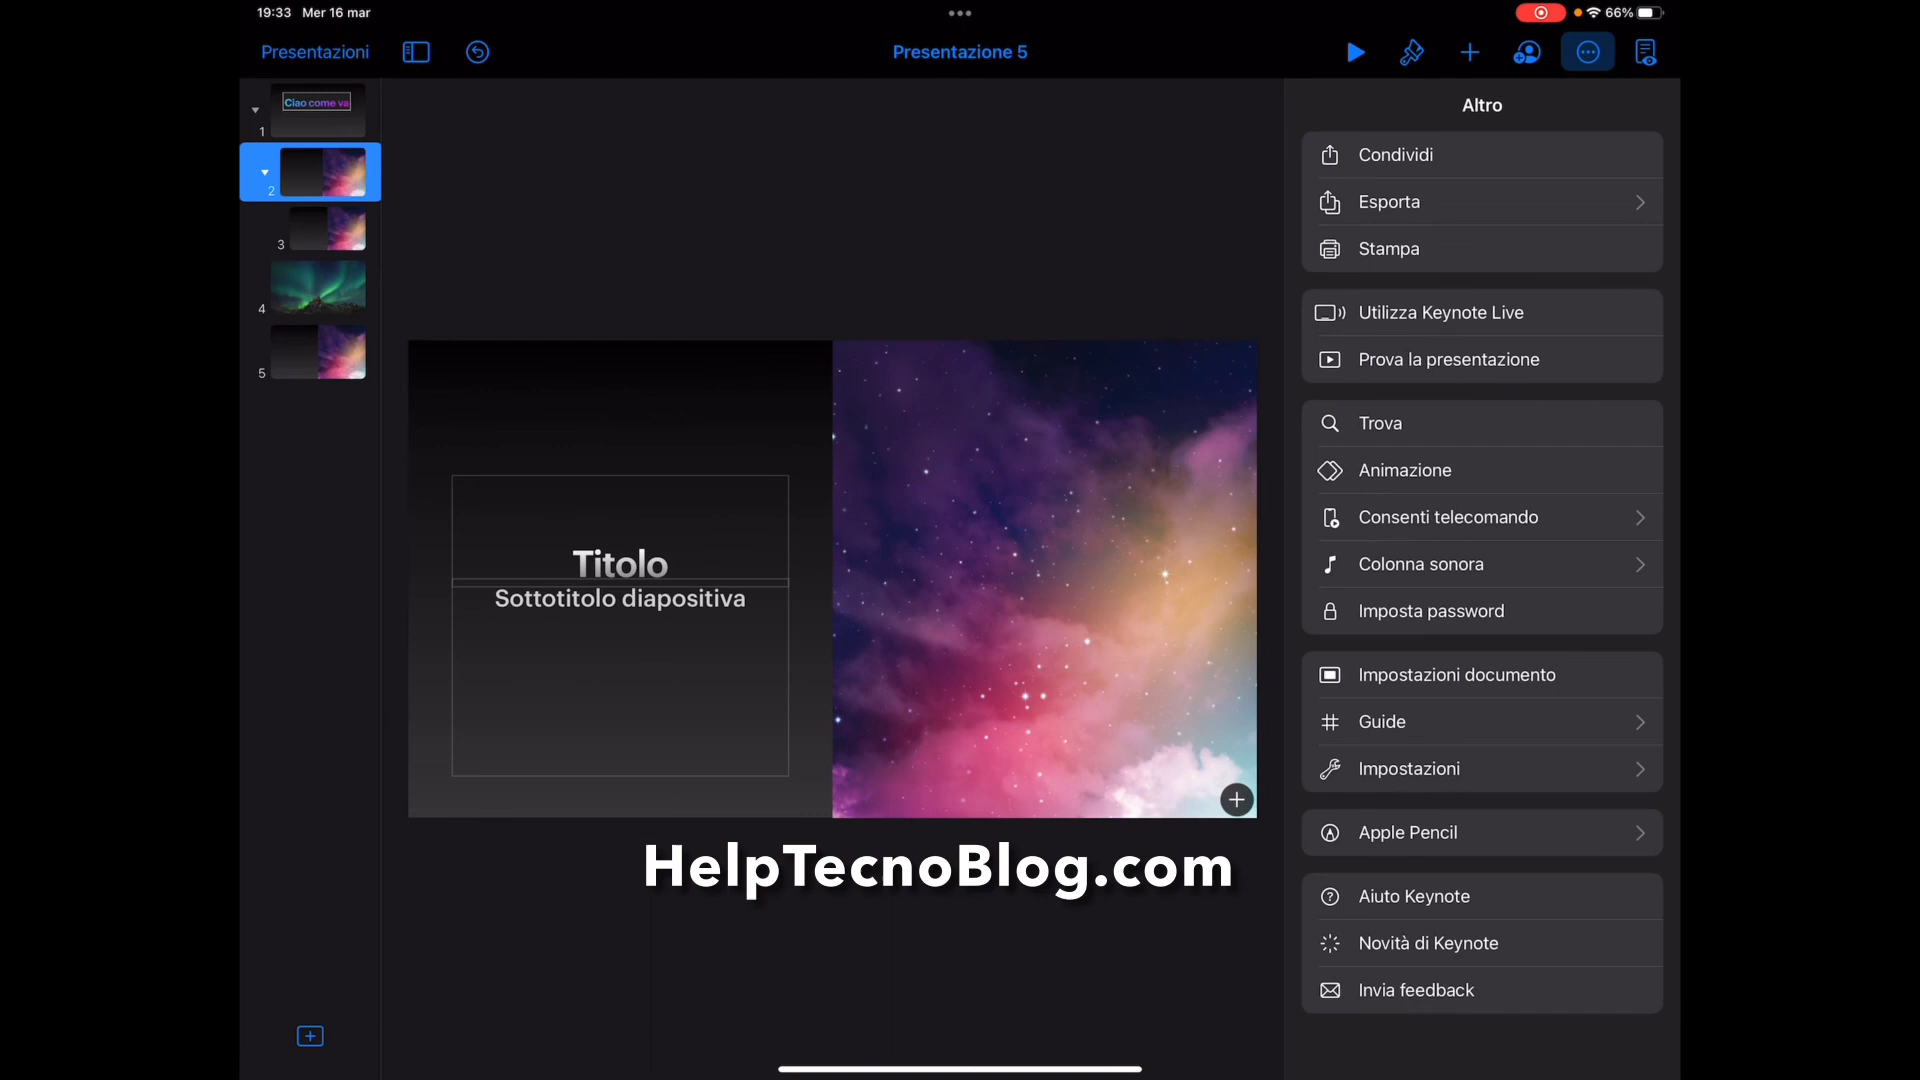 19:33 Mer 16 mar
66%
Presentazioni
Presentazione 5
Ciao come va
1
2
3
4
5
Titolo
Sottotitolo diapositiva
HelpTecnoBlog.com
Altro
Condividi
Esporta
Stampa
Utilizza Keynote Live
Prova la presentazione
Trova
Animazione
Consenti telecomando
Colonna sonora
Imposta password
Impostazioni documento
Guide
Impostazioni
Apple Pencil
Aiuto Keynote
Novità di Keynote
Invia feedback